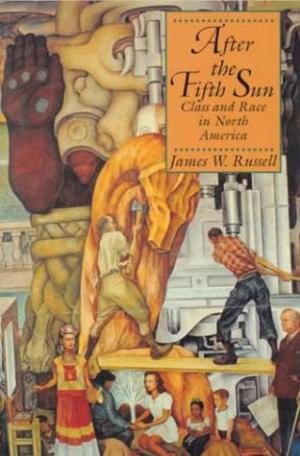 After
the
Fifth Sun
Class and Race
in North
America
James W. Russell